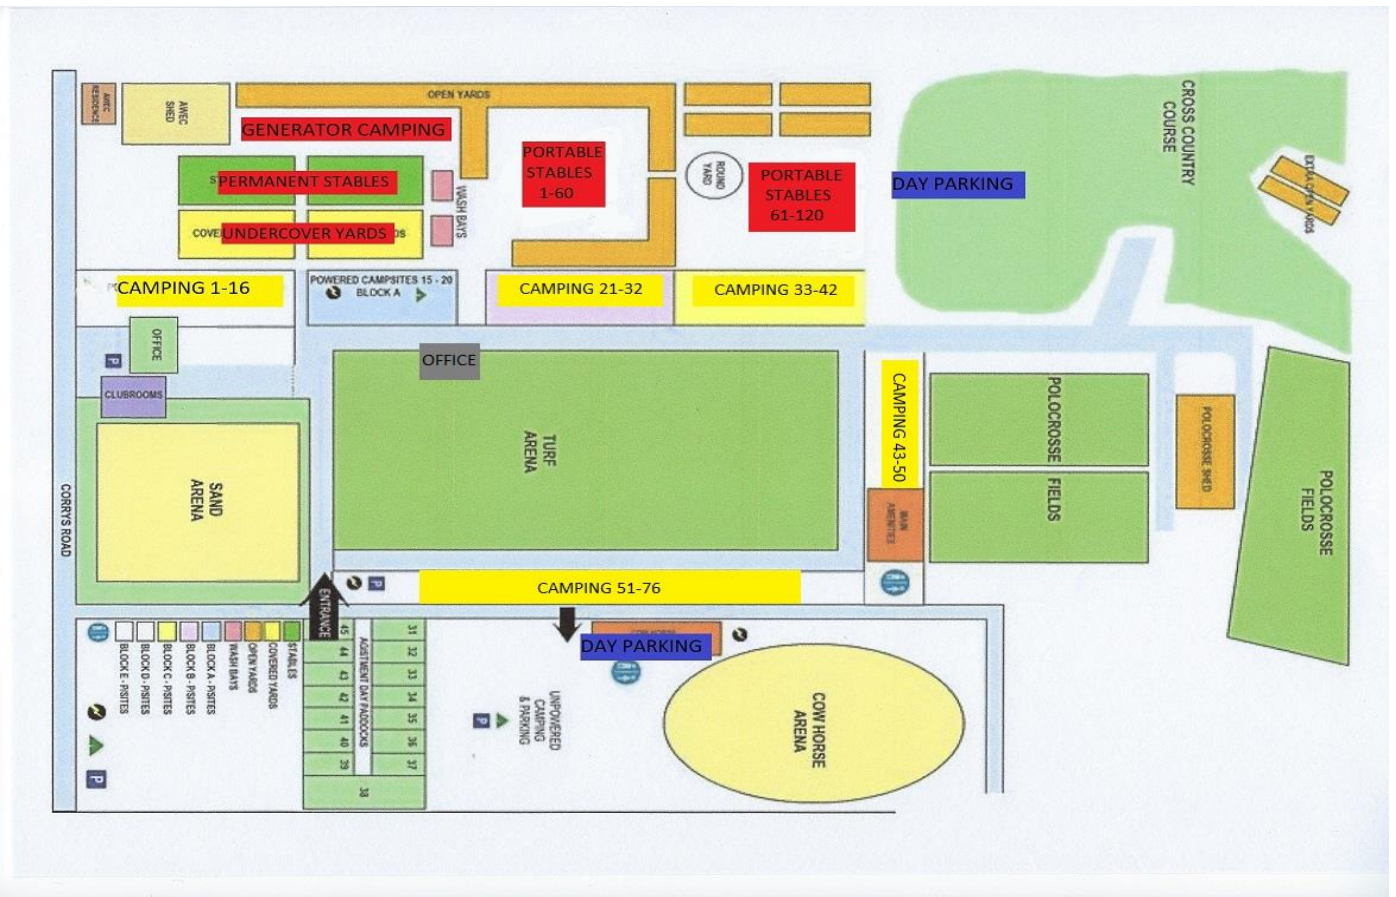 OPEN YARDS
AWEC
RESIDENCE
AWEC
SHED
GENERATOR CAMPING
PORTABLE
STABLES
1-60
ROUND
YARD
PORTABLE
STABLES
61-120
DAY PARKING
CROSS COUNTRY
COURSE
EXTRA OPEN YARDS
PERMANENT STABLES
WASH BAYS
UNDERCOVER YARDS
CAMPING 1-16
POWERED CAMPSITES 15 - 20
BLOCK A
CAMPING 21-32
CAMPING 33-42
OFFICE
P
CLUBROOMS
OFFICE
TURF
ARENA
CAMPING 43-50
MAIN
AMENITIES
POLOCROSSE
FIELDS
POLOCROSSE SHED
POLOCROSSE
FIELDS
SAND
ARENA
CORRYS ROAD
ENTRANCE
P
CAMPING 51-76
DAY PARKING
COW HORSE
ARENA
UNPOWERED
CAMPING
& PARKING
P
AGISTMENT DAY PADDOCKS
45
44
43
42
41
40
39
38
31
32
33
34
35
36
37
STABLES
COVERED YARDS
OPEN YARDS
WASH BAYS
BLOCK A - P/SITES
BLOCK B - P/SITES
BLOCK C - P/SITES
BLOCK D - P/SITES
BLOCK E - P/SITES
P